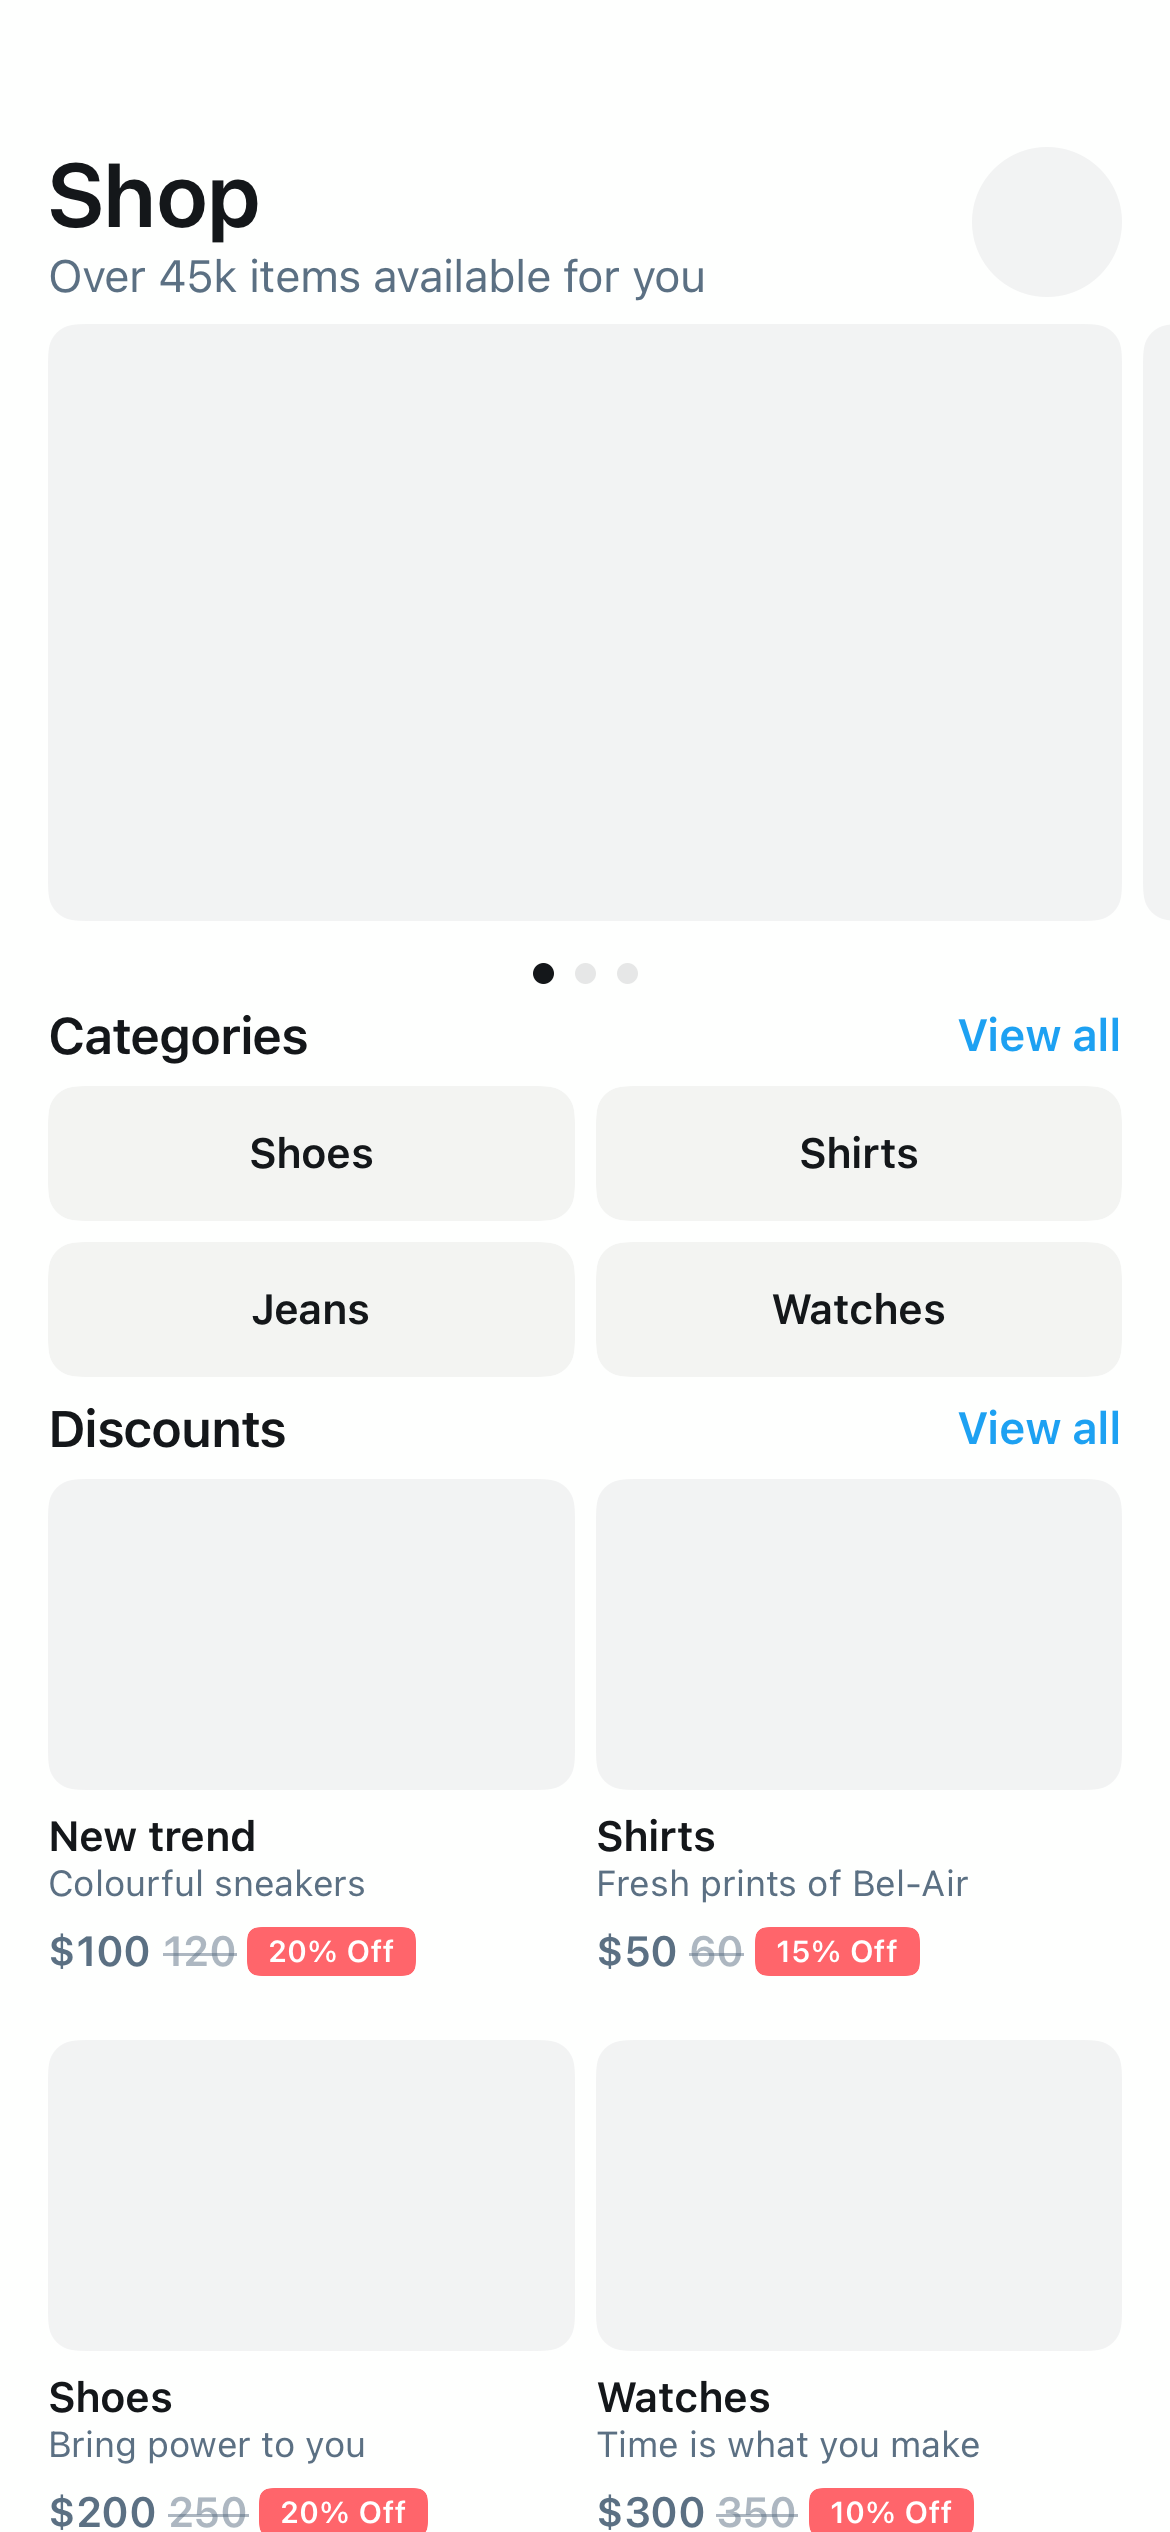 Shop
Over 45k items available for you
Categories View all
Shoes Shirts
Jeans Watches
Discounts View all
New trend Shirts
Colourful sneakers Fresh prints of Bel-Air
$100 120 20% Off $50 60 15% Off
Shoes Watches
Bring power to you Time is what you make
$200 250 20% Off $300 350 10% Off